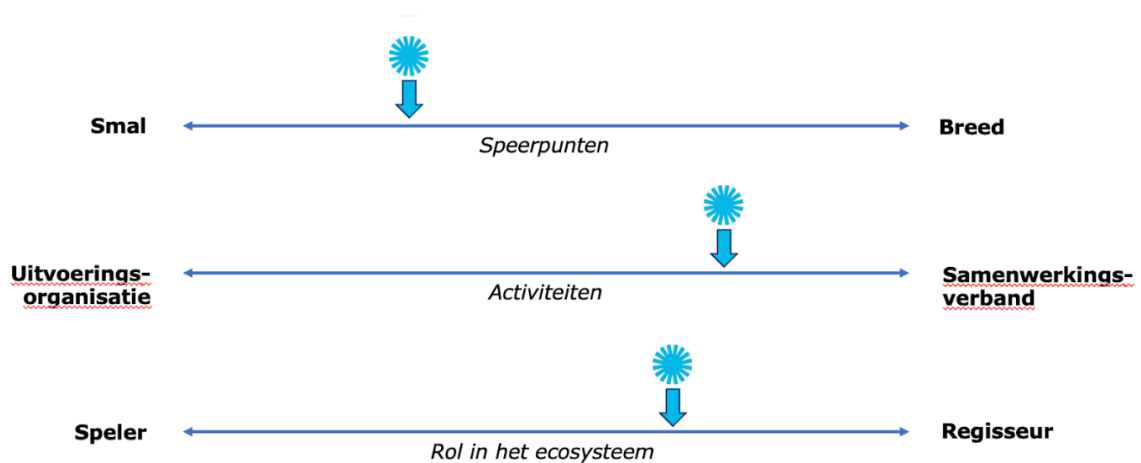 Smal
Breed
Speerpunten
Uitvoerings-
organisatie
Samenwerkings-
verband
Activiteiten
Speler
Regisseur
Rol in het ecosysteem